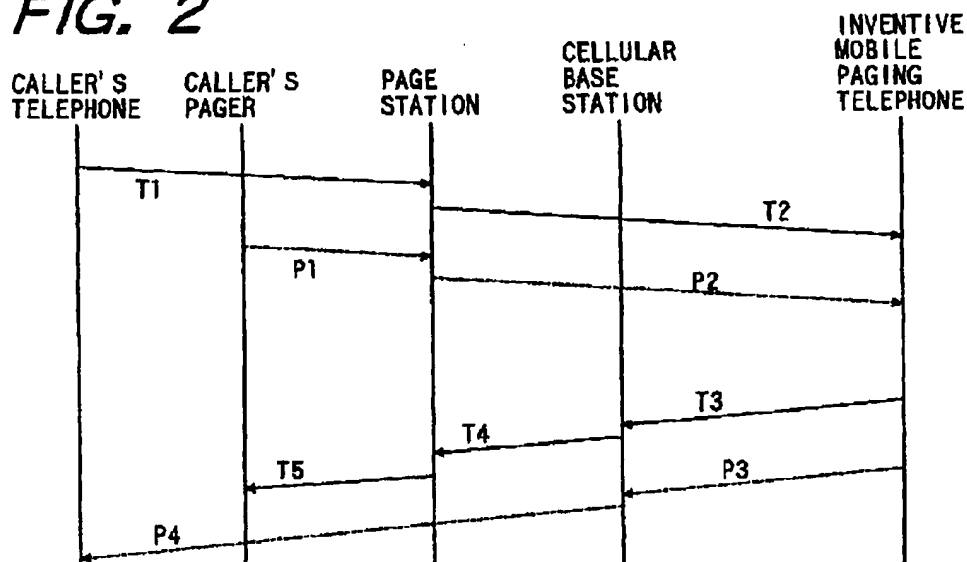 FIG. 2
CALLER'S
TELEPHONE
CALLER'S
PAGER
PAGE
STATION
CELLULAR
BASE
STATION
INVENTIVE
MOBILE
PAGING
TELEPHONE
T1
T2
P1
P2
T3
T4
T5
P3
P4